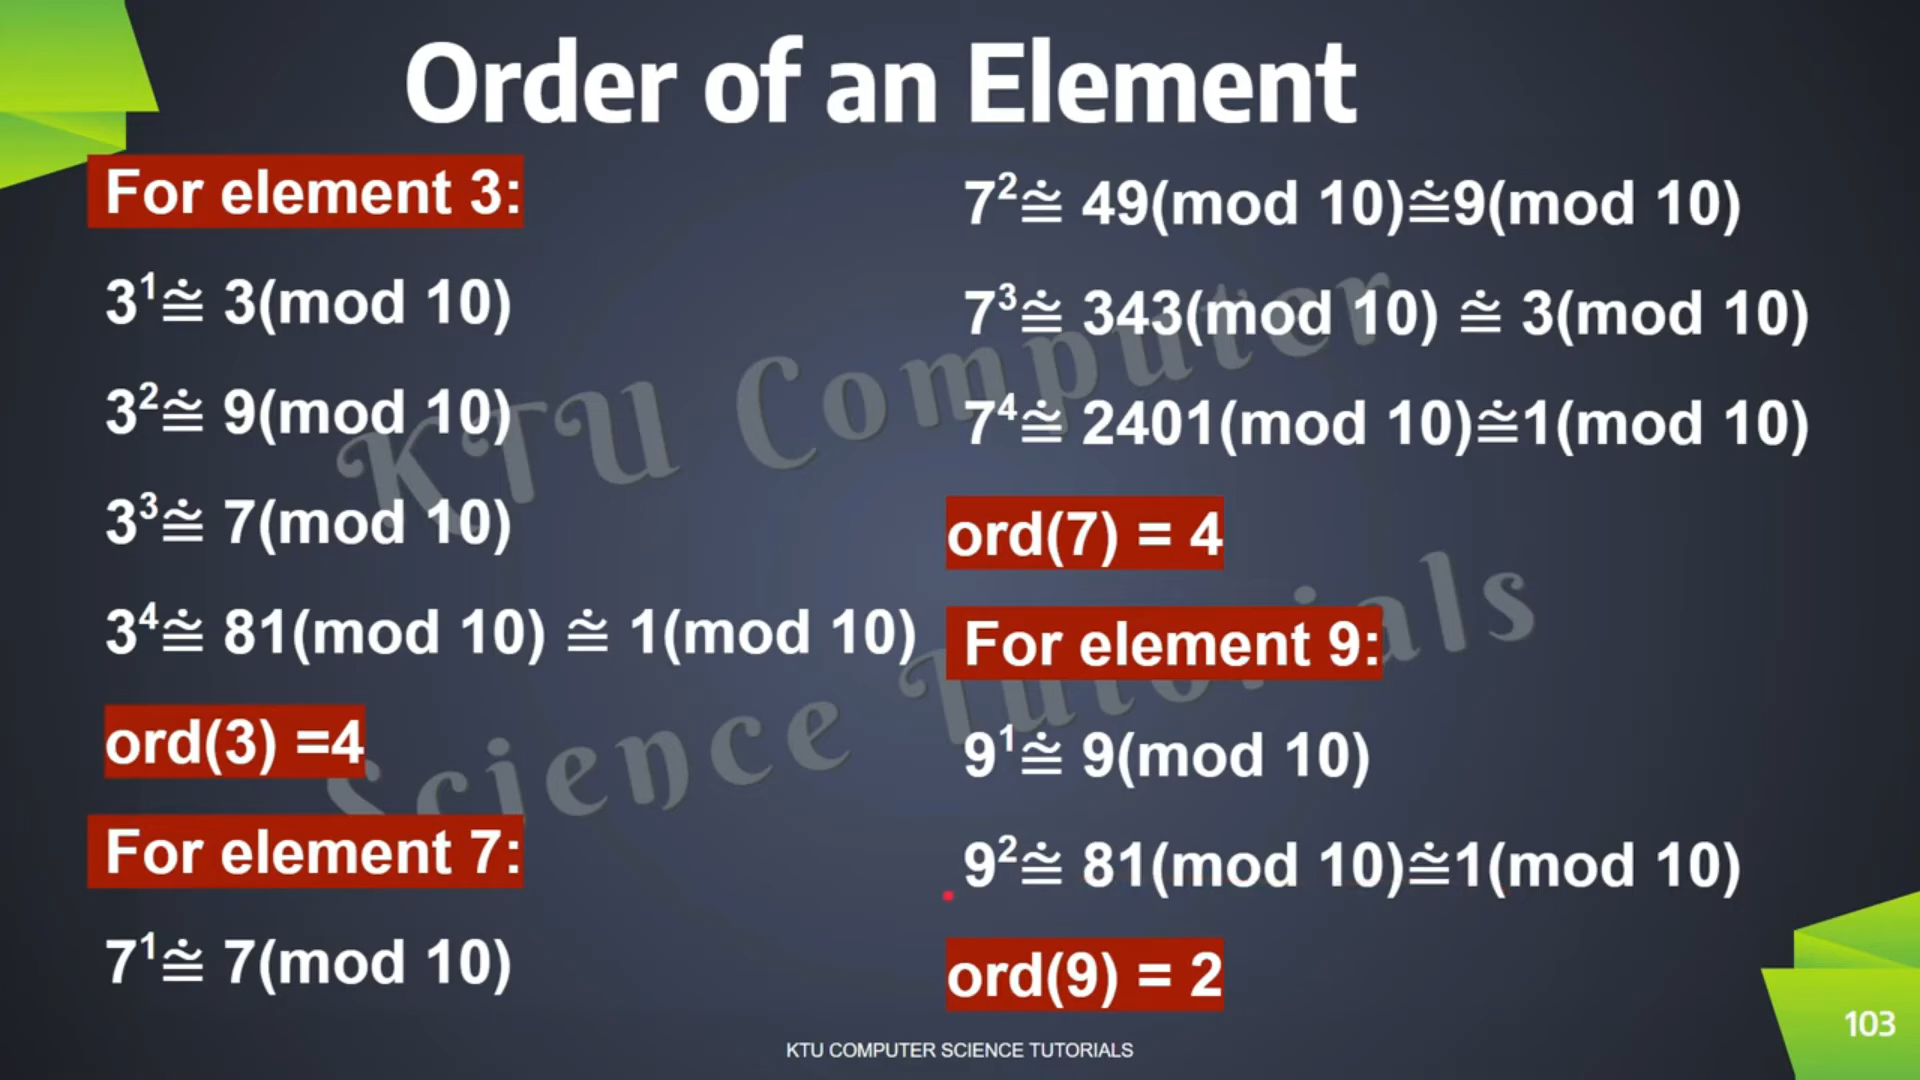 Order of an Element
For element 3:
3¹≅̇ 3(mod 10)
3²≅̇ 9(mod 10)
3³≅̇ 7(mod 10)
3⁴≅̇ 81(mod 10) ≅̇ 1(mod 10)
ord(3) =4
For element 7:
7¹≅̇ 7(mod 10)
7²≅̇ 49(mod 10)≅̇9(mod 10)
7³≅̇ 343(mod 10) ≅̇ 3(mod 10)
7⁴≅̇ 2401(mod 10)≅̇1(mod 10)
ord(7) = 4
For element 9:
9¹≅̇ 9(mod 10)
9²≅̇ 81(mod 10)≅̇1(mod 10)
ord(9) = 2
KTU Computer
Science Tutorials
KTU COMPUTER SCIENCE TUTORIALS
103